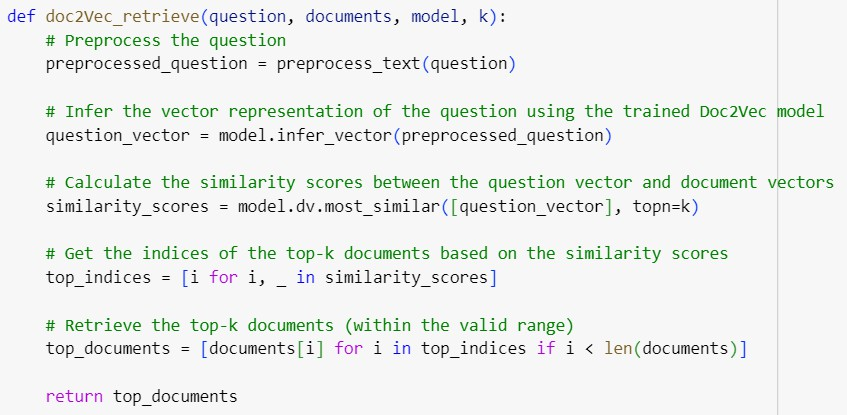 def doc2Vec_retrieve(question, documents, model, k):
    # Preprocess the question
    preprocessed_question = preprocess_text(question)

    # Infer the vector representation of the question using the trained Doc2Vec model
    question_vector = model.infer_vector(preprocessed_question)

    # Calculate the similarity scores between the question vector and document vectors
    similarity_scores = model.dv.most_similar([question_vector], topn=k)

    # Get the indices of the top-k documents based on the similarity scores
    top_indices = [i for i, _ in similarity_scores]

    # Retrieve the top-k documents (within the valid range)
    top_documents = [documents[i] for i in top_indices if i < len(documents)]

    return top_documents